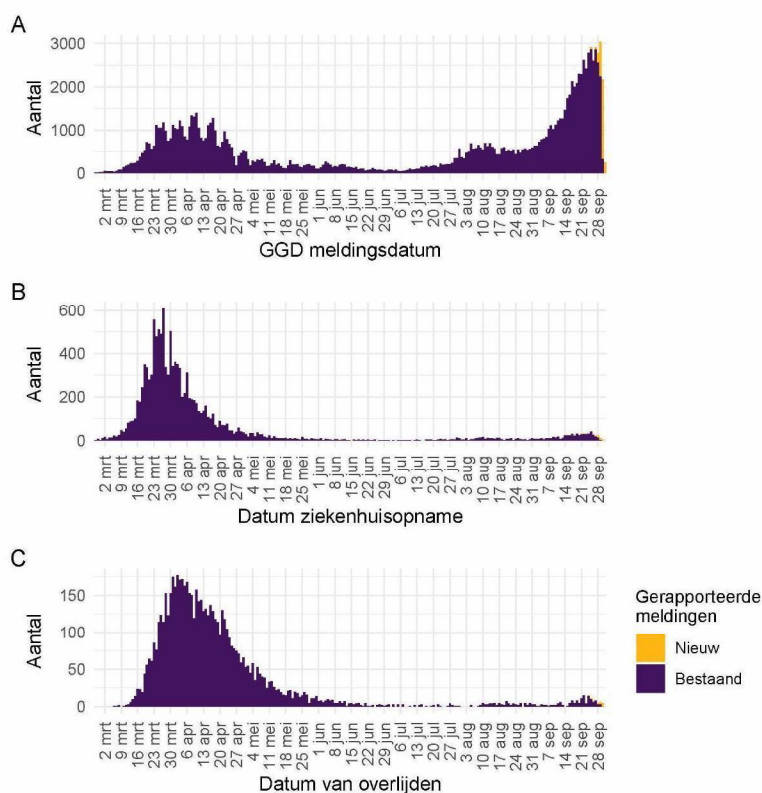 A
3000
2000
1000
0
Aantal
2 mrt
9 mrt
16 mrt
23 mrt
30 mrt
6 apr
13 apr
20 apr
27 apr
4 mei
11 mei
18 mei
25 mei
1 jun
8 jun
15 jun
22 jun
29 jun
6 jul
13 jul
20 jul
27 jul
3 aug
10 aug
17 aug
24 aug
31 aug
7 sep
14 sep
21 sep
28 sep
GGD meldingsdatum
B
600
400
200
0
Aantal
2 mrt
9 mrt
16 mrt
23 mrt
30 mrt
6 apr
13 apr
20 apr
27 apr
4 mei
11 mei
18 mei
25 mei
1 jun
8 jun
15 jun
22 jun
29 jun
6 jul
13 jul
20 jul
27 jul
3 aug
10 aug
17 aug
24 aug
31 aug
7 sep
14 sep
21 sep
28 sep
Datum ziekenhuisopname
C
150
100
50
0
Aantal
2 mrt
9 mrt
16 mrt
23 mrt
30 mrt
6 apr
13 apr
20 apr
27 apr
4 mei
11 mei
18 mei
25 mei
1 jun
8 jun
15 jun
22 jun
29 jun
6 jul
13 jul
20 jul
27 jul
3 aug
10 aug
17 aug
24 aug
31 aug
7 sep
14 sep
21 sep
28 sep
Datum van overlijden
Gerapporteerde
meldingen
Nieuw
Bestaand